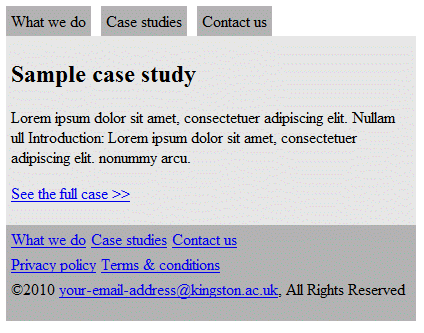 What we do Case studies Contact us
Sample case study
Lorem ipsum dolor sit amet, consectetuer adipiscing elit. Nullam
ull Introduction: Lorem ipsum dolor sit amet, consectetuer
adipiscing elit. nonummy arcu.
See the full case >>
What we do Case studies Contact us
Privacy policy Terms & conditions
©2010 your-email-address@kingston.ac.uk, All Rights Reserved